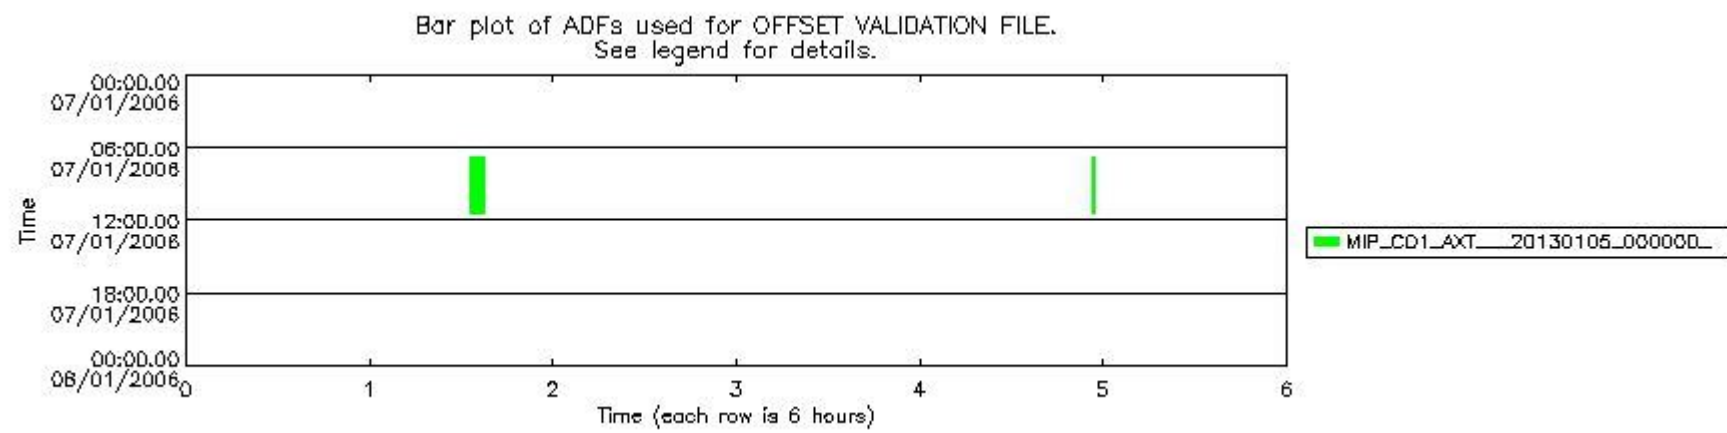 Bar plot of ADFs used for OFFSET VALIDATION FILE.
See legend for details.
00:00.00
07/01/2006
06:00.00
07/01/2006
12:00.00
07/01/2006
18:00.00
07/01/2006
00:00.00
08/01/2006
Time
0 1 2 3 4 5 6
Time (each row is 6 hours)
MIP_CO1_AXT___20130105_000000_